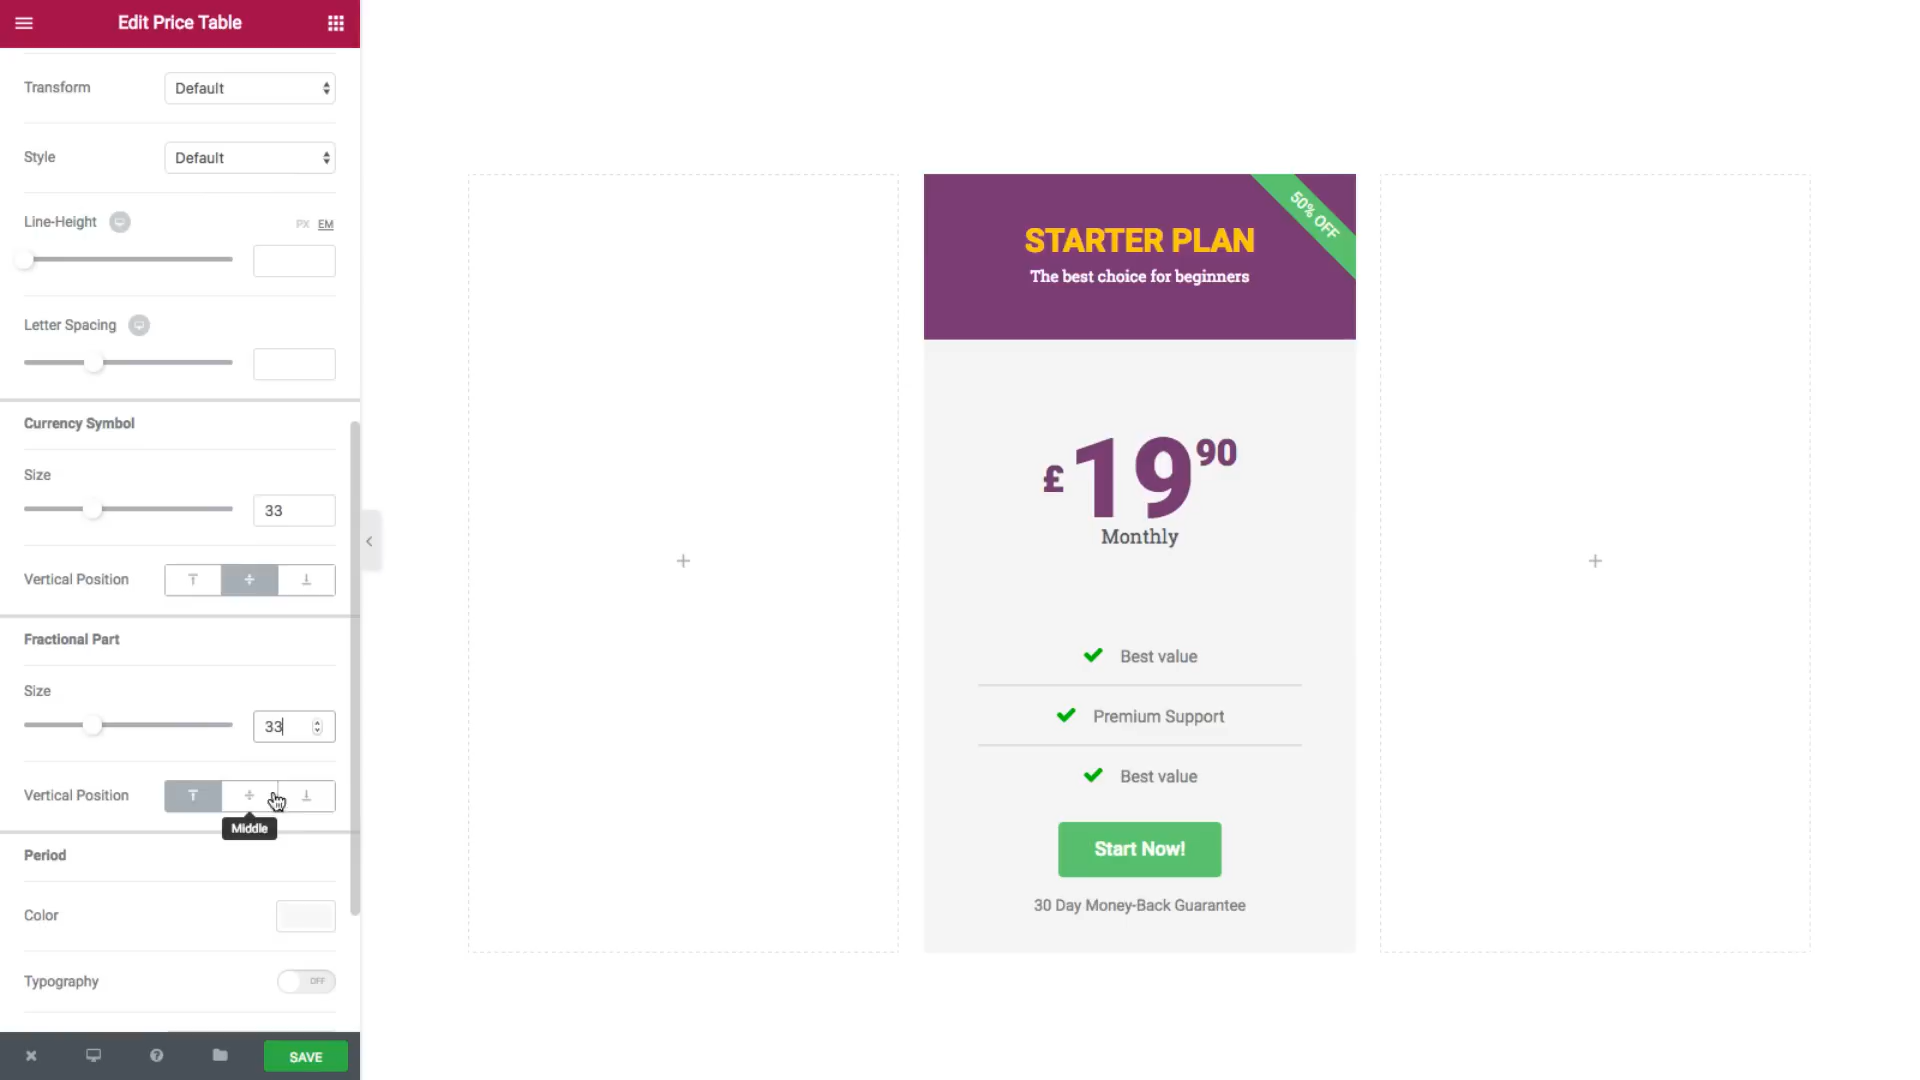 Edit Price Table
Transform
Default
Style
Default
Line-Height
PX EM
Letter Spacing
Currency Symbol
Size
33
Vertical Position
Fractional Part
Size
33
Vertical Position
Middle
Period
Color
Typography
OFF
SAVE
50% OFF
STARTER PLAN
The best choice for beginners
£1990
Monthly
Best value
Premium Support
Best value
Start Now!
30 Day Money-Back Guarantee